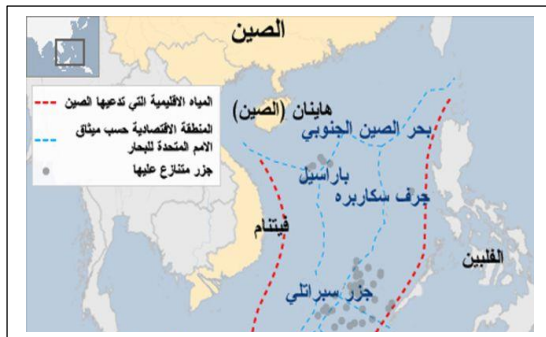 الصين
المياه الاقليمية التي تدعيها الصين
المنطقة الاقتصادية حسب ميثاق
الامم المتحدة للبحار
جزر متنازع عليها
هاينان (الصين)
بحر الصين الجنوبي
باراسيل
جرف سكاربره
فيتنام
الفلبين
جزر سبراتلي